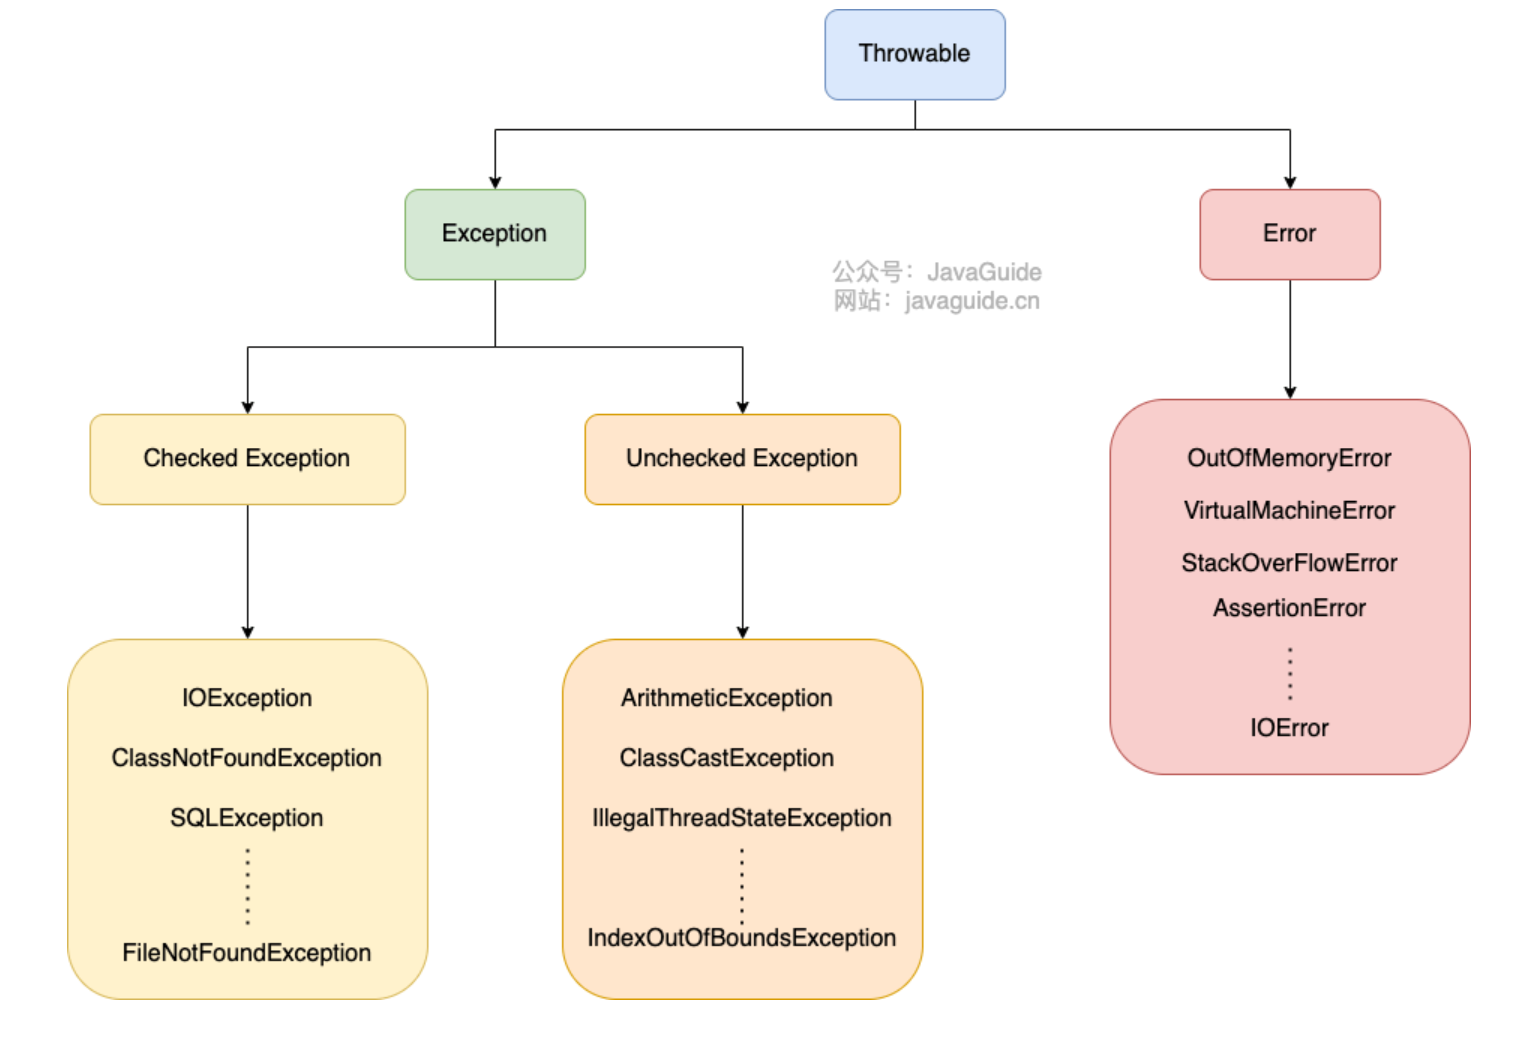 Throwable
Exception
Error
公众号：JavaGuide
网站：javaguide.cn
Checked Exception
Unchecked Exception
OutOfMemoryError
VirtualMachineError
StackOverFlowError
AssertionError
IOError
IOException
ClassNotFoundException
SQLException
FileNotFoundException
ArithmeticException
ClassCastException
IllegalThreadStateException
IndexOutOfBoundsException